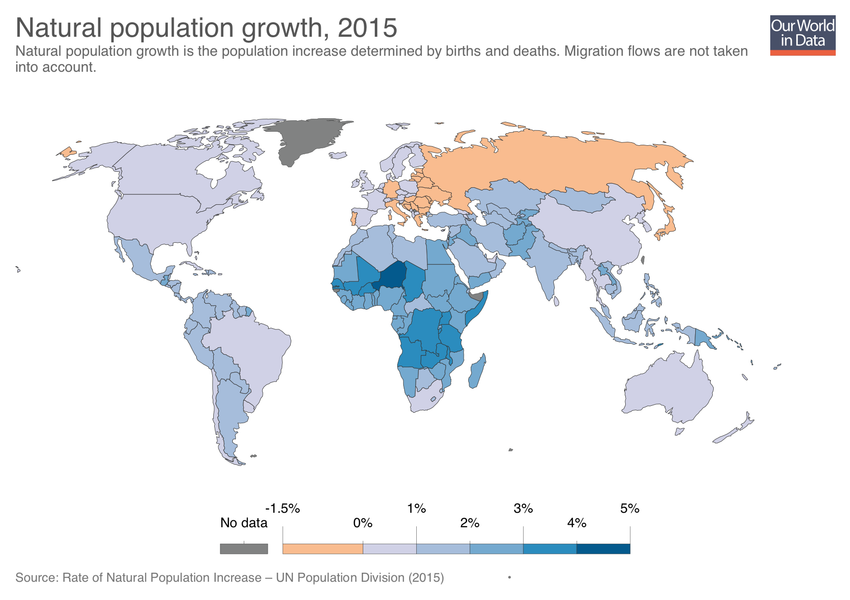 Natural population growth, 2015
Our World
in Data
Natural population growth is the population increase determined by births and deaths. Migration flows are not taken
into account.
-1.5% 1% 3% 5%
No data 0% 2% 4%
Source: Rate of Natural Population Increase – UN Population Division (2015)